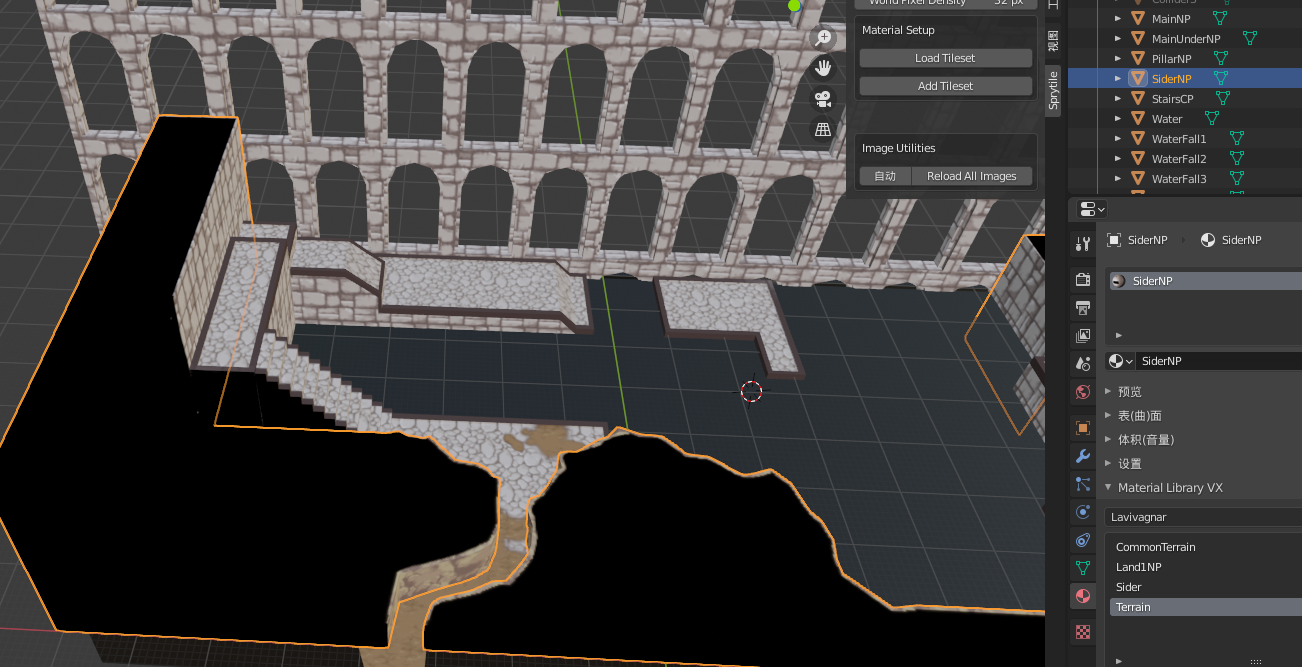 World Pixel Density 32 px
Material Setup
Load Tileset
Add Tileset
Image Utilities
自动 Reload All Images
视图
Sprytile
Colliders
MainNP
MainUnderNP
PillarNP
SiderNP
StairsCP
Water
WaterFall1
WaterFall2
WaterFall3
SiderNP SiderNP
SiderNP
SiderNP
预览
表(曲)面
体积(音量)
设置
Material Library VX
Lavivagnar
CommonTerrain
Land1NP
Sider
Terrain